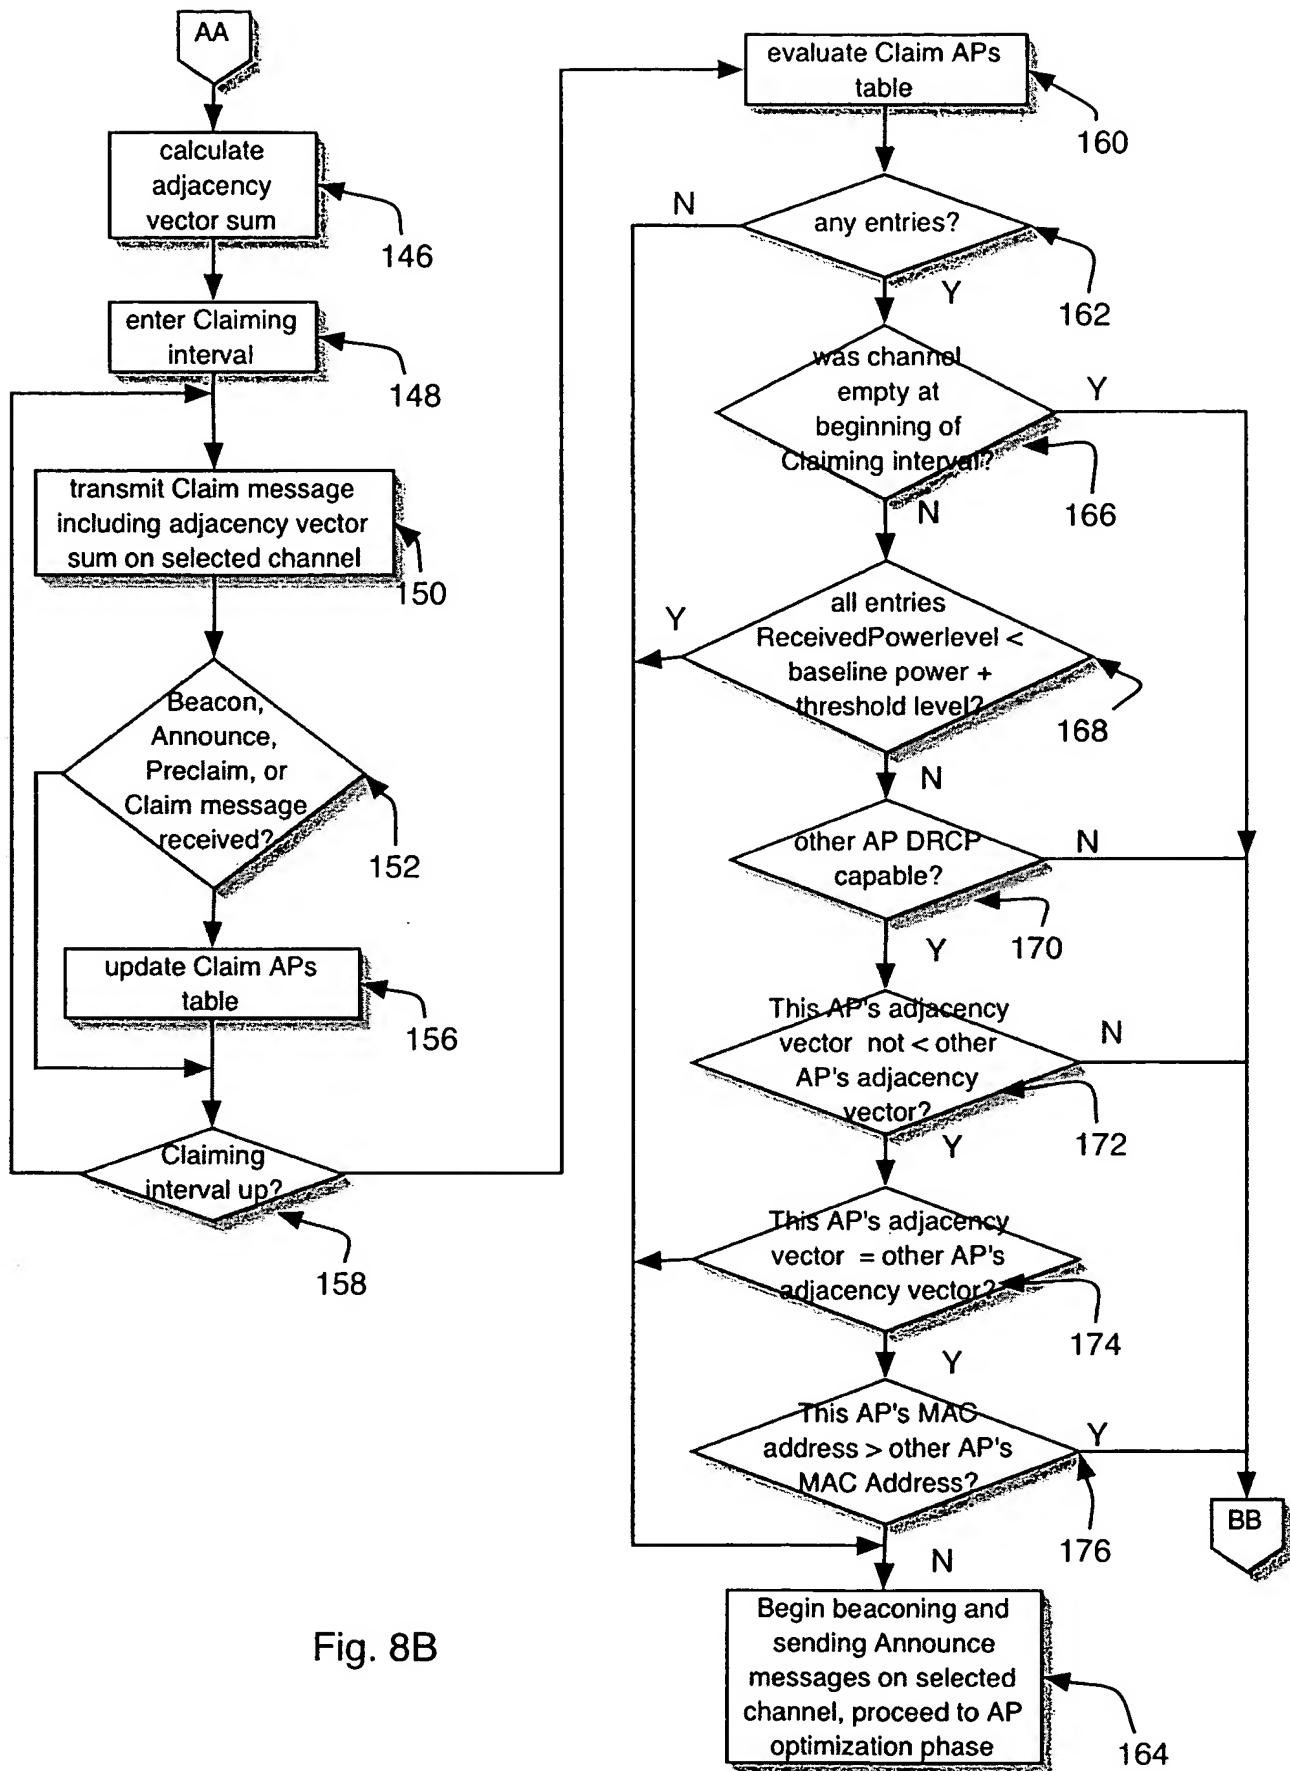 AA
calculate
adjacency
vector sum
146
enter Claiming
interval
148
transmit Claim message
including adjacency vector
sum on selected channel
150
Beacon,
Announce,
Preclaim, or
Claim message
received?
152
update Claim APs
table
156
Claiming
interval up?
158
evaluate Claim APs
table
160
N
any entries?
162
Y
was channel
empty at
beginning of
Claiming interval?
Y
166
N
all entries
ReceivedPowerlevel <
baseline power +
threshold level?
Y
168
N
other AP DRCP
capable?
N
170
Y
This AP's adjacency
vector not < other
AP's adjacency
vector?
N
172
Y
This AP's adjacency
vector = other AP's
adjacency vector?
174
Y
This AP's MAC
address > other AP's
MAC Address?
Y
176
BB
N
Begin beaconing and
sending Announce
messages on selected
channel, proceed to AP
optimization phase
164
Fig. 8B